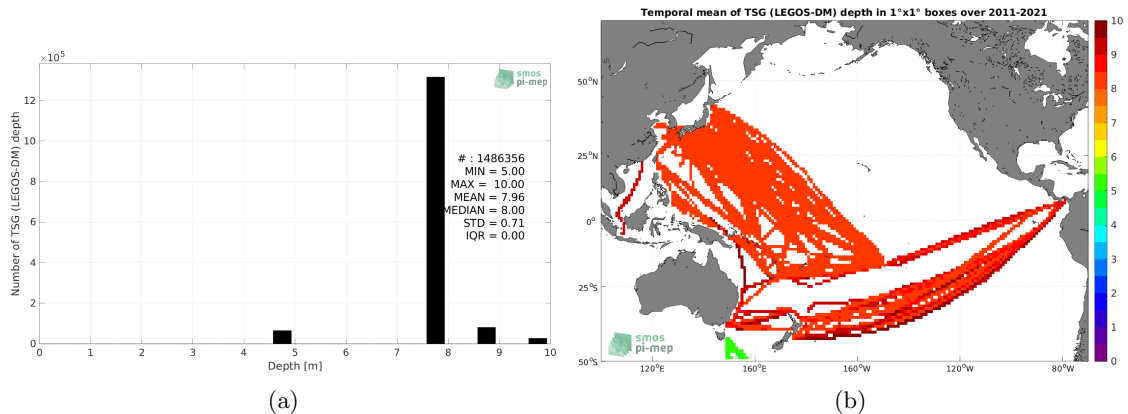 ×10⁵
12
10
8
6
4
2
0
Number of TSG (LEGOS-DM) depth
smos
pi-mep
# : 1486356
MIN = 5.00
MAX = 10.00
MEAN = 7.96
MEDIAN = 8.00
STD = 0.71
IQR = 0.00
0 1 2 3 4 5 6 7 8 9 10
Depth [m]
(a)
Temporal mean of TSG (LEGOS-DM) depth in 1°x1° boxes over 2011-2021
50°N
25°N
0°
25°S
50°S
smos
pi-mep
120°E 160°E 160°W 120°W 80°W
10
9
8
7
6
5
4
3
2
1
0
(b)